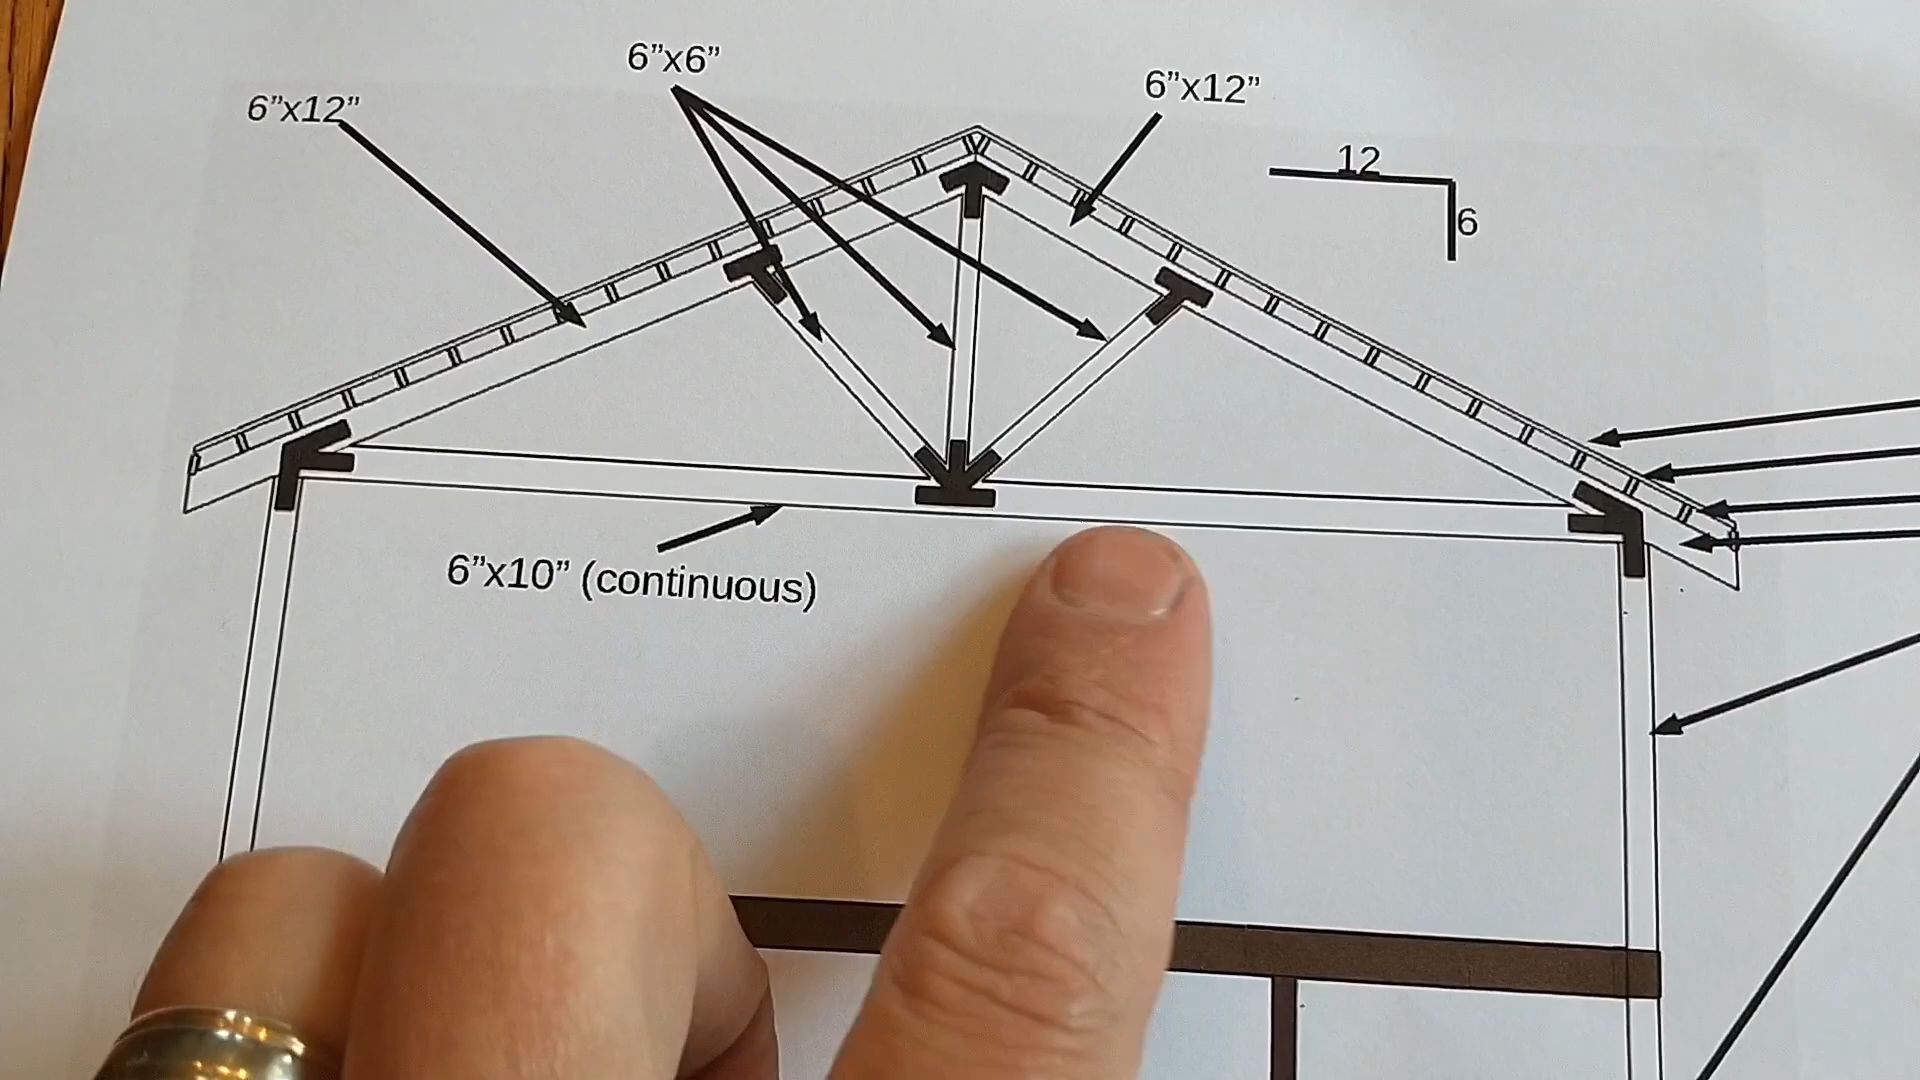 6”x6”
6”x12”
6”x12”
12
6
6”x10” (continuous)